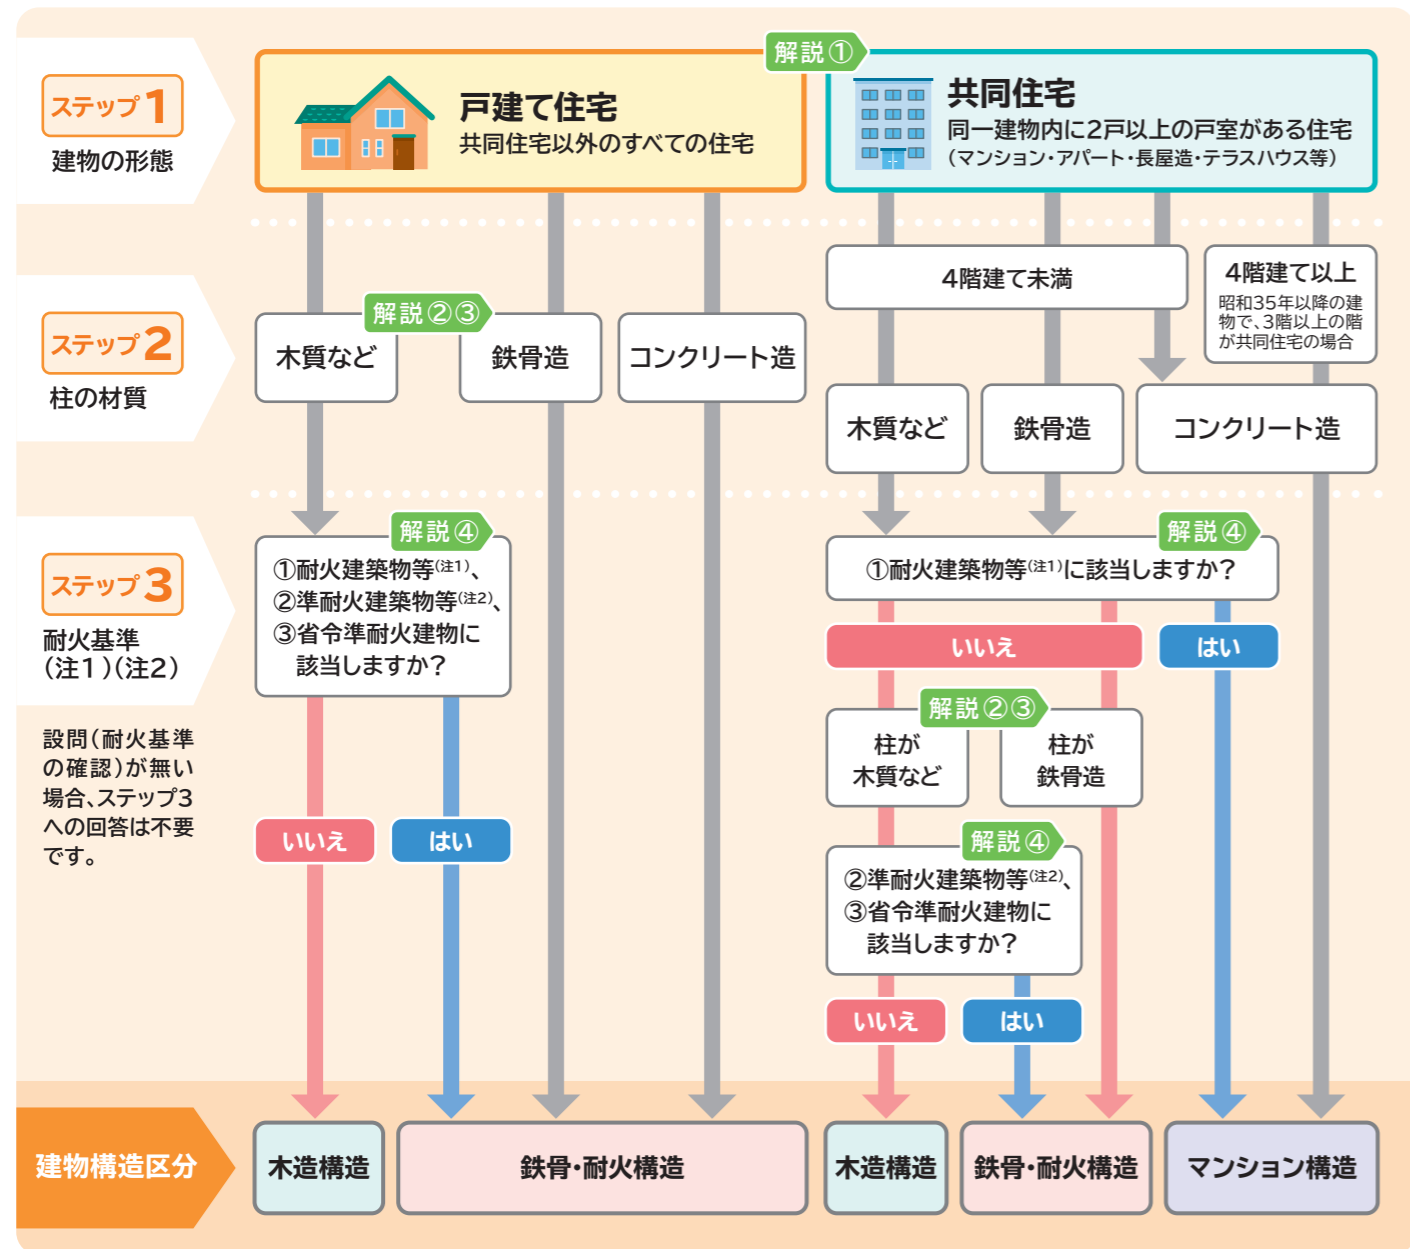 ステップ1
建物の形態
戸建て住宅
共同住宅以外のすべての住宅
解説①
共同住宅
同一建物内に2戸以上の戸室がある住宅
（マンション・アパート・長屋造・テラスハウス等）
ステップ2
柱の材質
解説②③
木質など
鉄骨造
コンクリート造
4階建て未満
4階建て以上
昭和35年以降の建
物で、3階以上の階
が共同住宅の場合
木質など
鉄骨造
コンクリート造
ステップ3
耐火基準
（注1）（注2）
設問（耐火基準
の確認）が無い
場合、ステップ3
への回答は不要
です。
解説④
①耐火建築物等(注1)、
②準耐火建築物等(注2)、
③省令準耐火建物に
該当しますか？
いいえ
はい
解説④
①耐火建築物等(注1)に該当しますか？
いいえ
はい
解説②③
柱が
木質など
柱が
鉄骨造
解説④
②準耐火建築物等(注2)、
③省令準耐火建物に
該当しますか？
いいえ
はい
建物構造区分
木造構造
鉄骨・耐火構造
木造構造
鉄骨・耐火構造
マンション構造